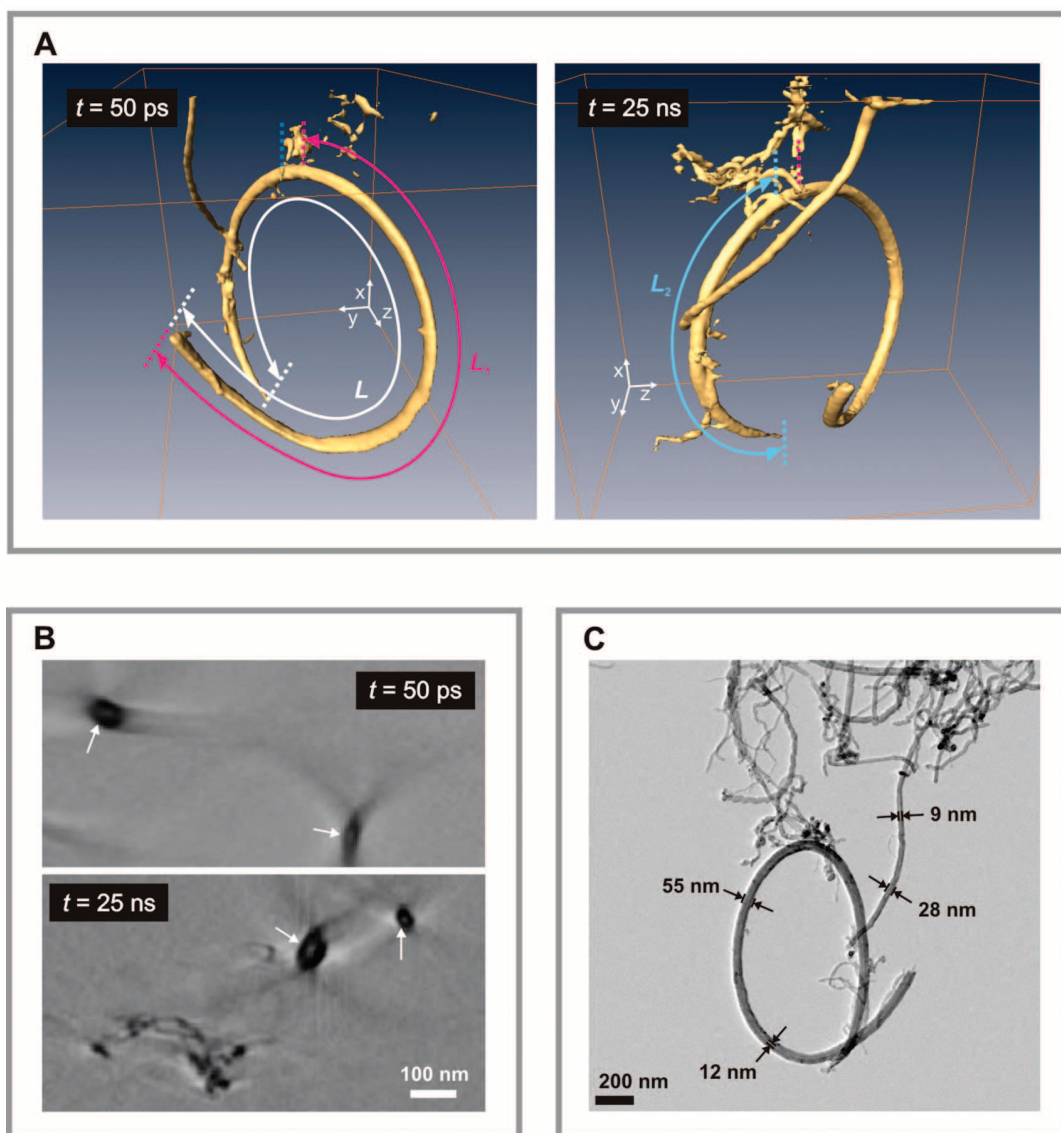 A
t = 50 ps
x
y
z
L
L₁
t = 25 ns
L₂
x
y
z
B
t = 50 ps
t = 25 ns
100 nm
C
9 nm
55 nm
28 nm
12 nm
200 nm